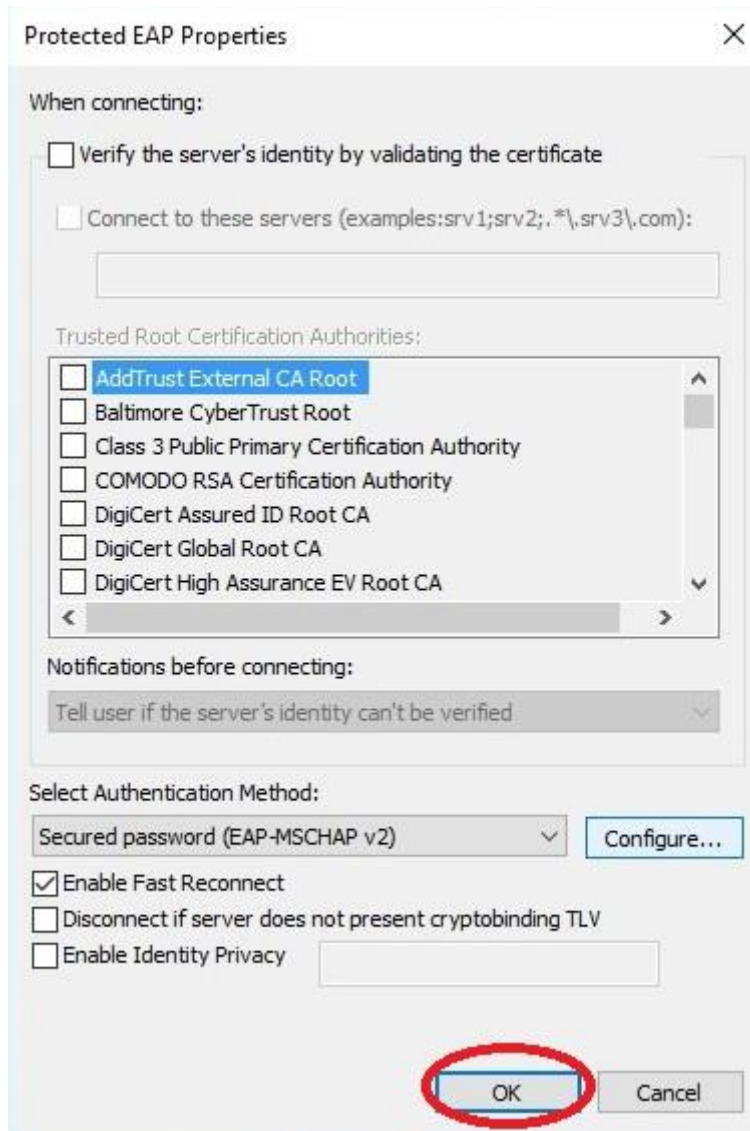 Protected EAP Properties
When connecting:
Verify the server's identity by validating the certificate
Connect to these servers (examples:srv1;srv2;.*\.srv3\.com):
Trusted Root Certification Authorities:
AddTrust External CA Root
Baltimore CyberTrust Root
Class 3 Public Primary Certification Authority
COMODO RSA Certification Authority
DigiCert Assured ID Root CA
DigiCert Global Root CA
DigiCert High Assurance EV Root CA
Notifications before connecting:
Tell user if the server's identity can't be verified
Select Authentication Method:
Secured password (EAP-MSCHAP v2) Configure...
Enable Fast Reconnect
Disconnect if server does not present cryptobinding TLV
Enable Identity Privacy
OK Cancel